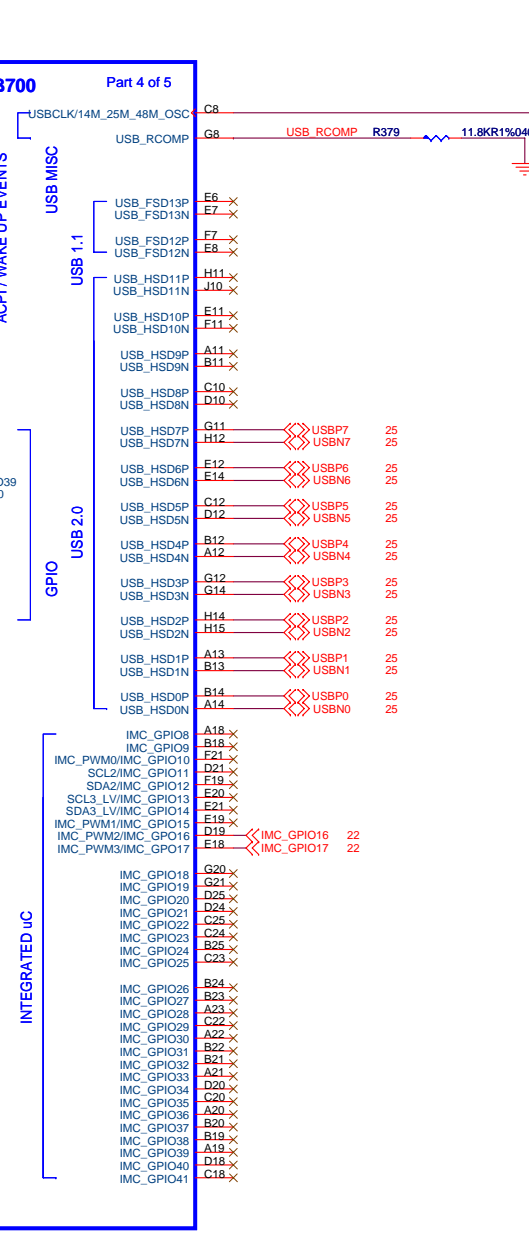 3700 Part 4 of 5
USBCLK/14M_25M_48M_OSC C8
USB_RCOMP G8 USB_RCOMP R379 11.8KR1%040
USB MISC
ACPI / WAKE UP EVENTS
USB_FSD13P E6
USB_FSD13N E7
USB 1.1
USB_FSD12P F7
USB_FSD12N E8
USB_HSD11P H11
USB_HSD11N J10
USB_HSD10P E11
USB_HSD10N F11
USB_HSD9P A11
USB_HSD9N B11
USB_HSD8P C10
USB_HSD8N D10
USB_HSD7P G11 USBP7 25
USB_HSD7N H12 USBN7 25
USB_HSD6P E12 USBP6 25
USB_HSD6N E14 USBN6 25
USB_HSD5P C12 USBP5 25
USB_HSD5N D12 USBN5 25
USB 2.0
USB_HSD4P B12 USBP4 25
USB_HSD4N A12 USBN4 25
GPIO
USB_HSD3P G12 USBP3 25
USB_HSD3N G14 USBN3 25
USB_HSD2P H14 USBP2 25
USB_HSD2N H15 USBN2 25
USB_HSD1P A13 USBP1 25
USB_HSD1N B13 USBN1 25
USB_HSD0P B14 USBP0 25
USB_HSD0N A14 USBN0 25
IMC_GPIO8 A18
IMC_GPIO9 B18
IMC_PWM0/IMC_GPIO10 F21
SCL2/IMC_GPIO11 D21
SDA2/IMC_GPIO12 F19
SCL3_LV/IMC_GPIO13 E20
SDA3_LV/IMC_GPIO14 E21
IMC_PWM1/IMC_GPIO15 E19
IMC_PWM2/IMC_GPO16 D19 IMC_GPIO16 22
IMC_PWM3/IMC_GPO17 E18 IMC_GPIO17 22
IMC_GPIO18 G20
IMC_GPIO19 G21
IMC_GPIO20 D25
IMC_GPIO21 D24
IMC_GPIO22 C25
IMC_GPIO23 C24
IMC_GPIO24 B25
IMC_GPIO25 C23
INTEGRATED uC
IMC_GPIO26 B24
IMC_GPIO27 B23
IMC_GPIO28 A23
IMC_GPIO29 C22
IMC_GPIO30 A22
IMC_GPIO31 B22
IMC_GPIO32 B21
IMC_GPIO33 A21
IMC_GPIO34 D20
IMC_GPIO35 C20
IMC_GPIO36 A20
IMC_GPIO37 B20
IMC_GPIO38 B19
IMC_GPIO39 A19
IMC_GPIO40 D18
IMC_GPIO41 C18